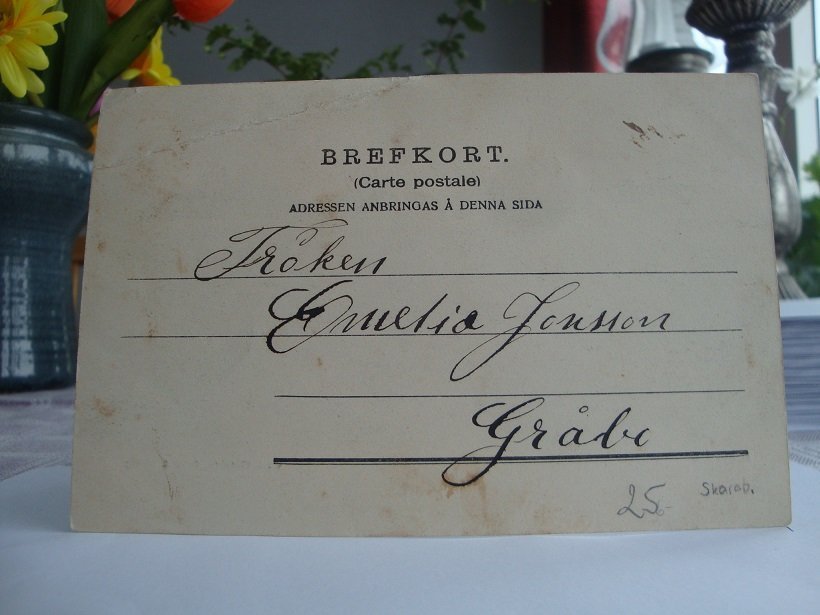 BREFKORT.
(Carte postale)
ADRESSEN ANBRINGAS Å DENNA SIDA
Fröken
Emelia Jonsson
Gråbo
25:-
Skarab.